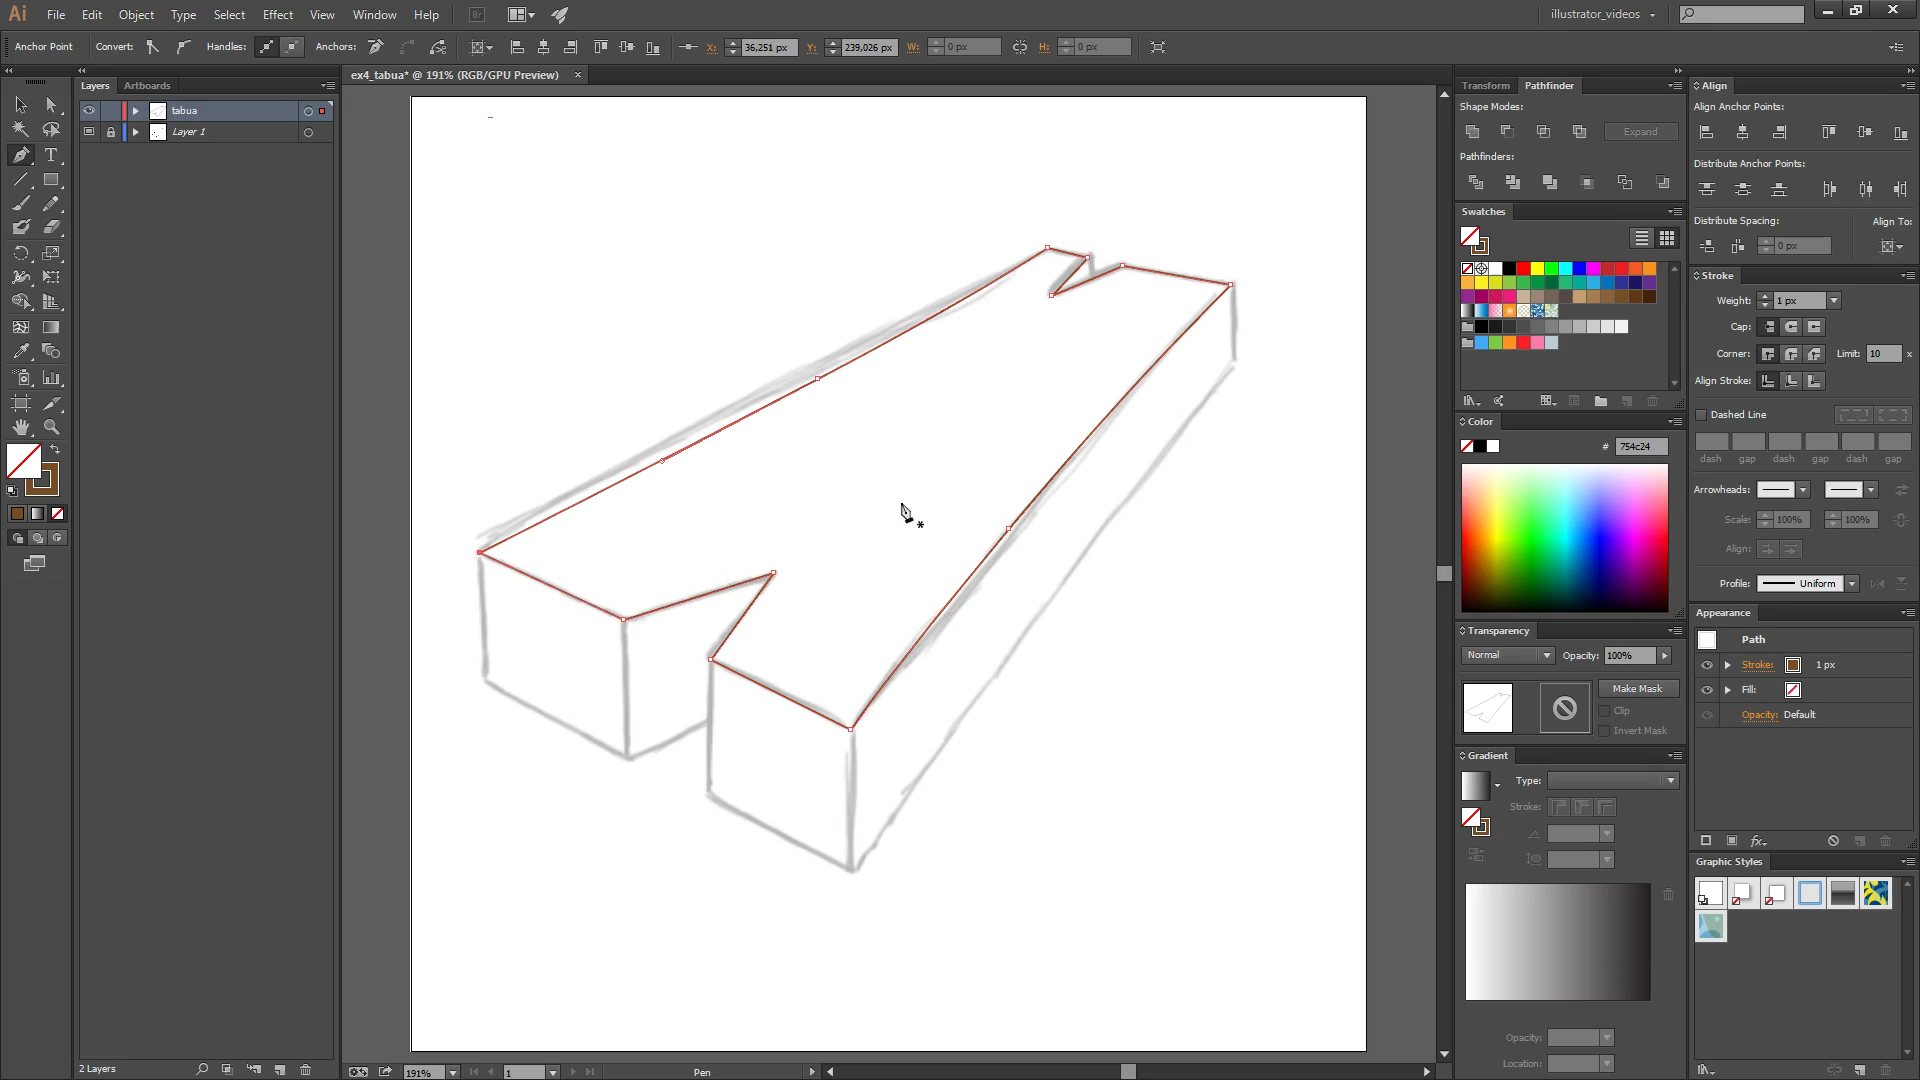 Ai File Edit Object Type Select Effect View Window Help Br illustrator_videos
Anchor Point Convert: Handles: Anchors: X: 36,251 px Y: 239,026 px W: 0 px H: 0 px
Layers Artboards
tabua
Layer 1
2 Layers
ex4_tabua* @ 191% (RGB/GPU Preview) ×
191% 1 Pen
Transform Pathfinder
Shape Modes:
Expand
Pathfinders:
Swatches
Color
# 754c24
Transparency
Normal Opacity: 100%
Make Mask
Clip
Invert Mask
Gradient
Type:
Stroke:
Opacity:
Location:
Align
Align Anchor Points:
Distribute Anchor Points:
Distribute Spacing: Align To:
0 px
Stroke
Weight: 1 px
Cap:
Corner: Limit: 10 x
Align Stroke:
Dashed Line
dash gap dash gap dash gap
Arrowheads:
Scale: 100% 100%
Align:
Profile: Uniform
Appearance
Path
Stroke: 1 px
Fill:
Opacity: Default
fx
Graphic Styles